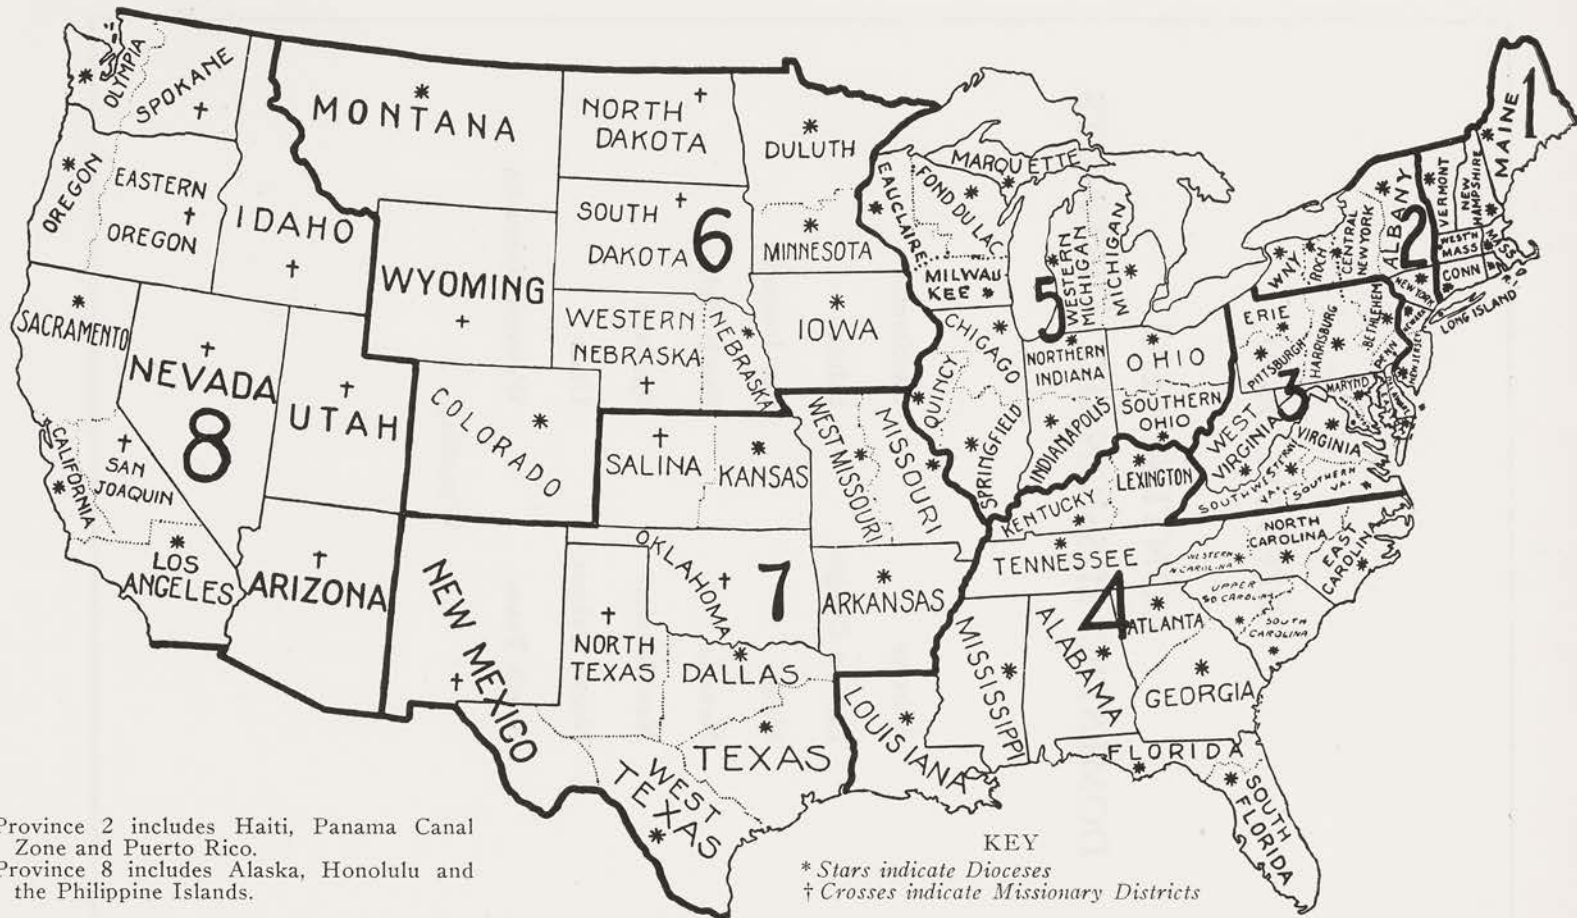 OLYMPIA
SPOKANE
†
MONTANA
NORTH †
DAKOTA
DULUTH
MARQUETTE
MAINE
1
OREGON
EASTERN
†
OREGON
IDAHO
†
SOUTH †
DAKOTA
6
MINNESOTA
EAU CLAIRE
FOND DU LAC
MILWAU
KEE
WESTERN
MICHIGAN
MICHIGAN
5
WNY
ROCH
CENTRAL
NEW YORK
ALBANY
2
VERMONT
NEW
HAMPSHIRE
WEST'N
MASS
MASS
CONN
R.I.
NEW YORK
LONG ISLAND
WYOMING
†
SACRAMENTO
†
NEVADA
8
†
UTAH
COLORADO
WESTERN
NEBRASKA
†
NEBRASKA
IOWA
CHICAGO
QUINCY
SPRINGFIELD
NORTHERN
INDIANA
INDIANAPOLIS
OHIO
SOUTHERN
OHIO
ERIE
PITTSBURGH
HARRISBURG
BETHLEHEM
PENN
NEWARK
NEW JERSEY
3
MARYND
WEST
VIRGINIA
VIRGINIA
SOUTHWESTERN
VA.
SOUTHERN
VA.
CALIFORNIA
†
SAN
JOAQUIN
LOS
ANGELES
†
ARIZONA
NEW MEXICO
†
†
SALINA
KANSAS
WEST MISSOURI
MISSOURI
OKLAHOMA
†
7
ARKANSAS
†
NORTH
TEXAS
DALLAS
TEXAS
WEST
TEXAS
LOUISIANA
KENTUCKY
LEXINGTON
TENNESSEE
WESTERN
N. CAROLINA
NORTH
CAROLINA
EAST
CAROLINA
UPPER
SO CAROLINA
SOUTH
CAROLINA
4
ATLANTA
MISSISSIPPI
ALABAMA
GEORGIA
FLORIDA
SOUTH
FLORIDA
Province 2 includes Haiti, Panama Canal
Zone and Puerto Rico.
Province 8 includes Alaska, Honolulu and
the Philippine Islands.
KEY
* Stars indicate Dioceses
† Crosses indicate Missionary Districts